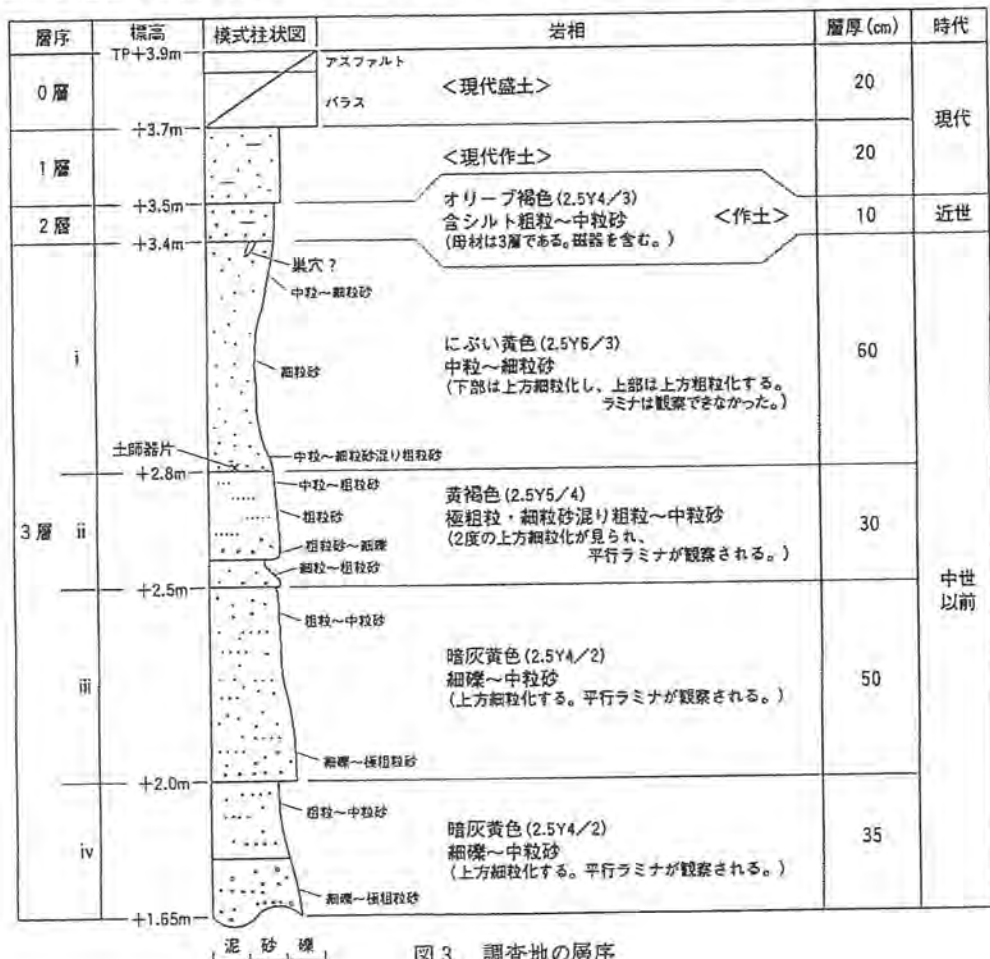 層序 標高 模式柱状図 岩相 層厚(cm) 時代
TP+3.9m
アスファルト
0層 バラス <現代盛土> 20
現代
+3.7m
1層 <現代作土> 20
+3.5m
オリーブ褐色(2.5Y4/3)
2層 含シルト粗粒〜中粒砂 <作土> 10 近世
(母材は3層である。磁器を含む。)
+3.4m
巣穴?
中粒〜細粒砂
i にぶい黄色(2.5Y6/3) 60
中粒〜細粒砂
細粒砂
(下部は上方細粒化し、上部は上方粗粒化する。
ラミナは観察できなかった。)
土師器片 中粒〜細粒砂混り粗粒砂
+2.8m
中粒〜粗粒砂
黄褐色(2.5Y5/4)
粗粒砂 極粗粒・細粒砂混り粗粒〜中粒砂
3層 ii 30
(2度の上方細粒化が見られ、
粗粒砂〜細礫 平行ラミナが観察される。)
細粒〜粗粒砂
+2.5m
中世
以前
粗粒〜中粒砂
暗灰黄色(2.5Y4/2)
細礫〜中粒砂
iii 50
(上方細粒化する。平行ラミナが観察される。)
細礫〜極粗粒砂
+2.0m
粗粒〜中粒砂
暗灰黄色(2.5Y4/2)
細礫〜中粒砂
iv 35
(上方細粒化する。平行ラミナが観察される。)
細礫〜極粗粒砂
+1.65m
泥 砂 礫
図3 調査地の層序